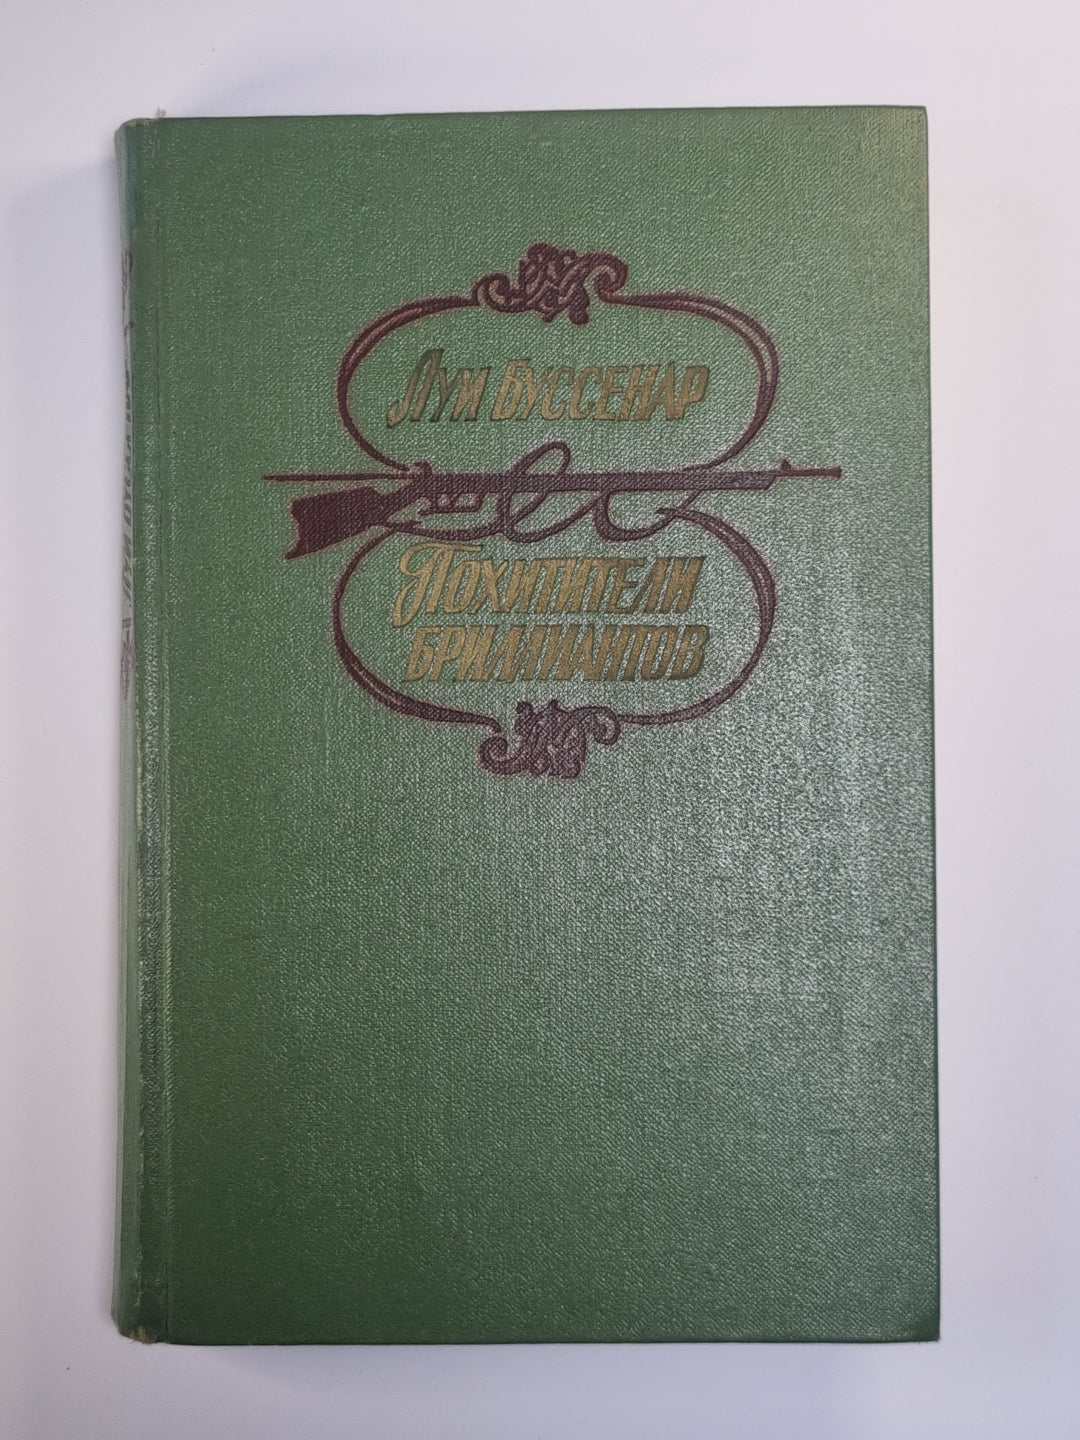 Луи Буссенар
Похитители
бриллиантов